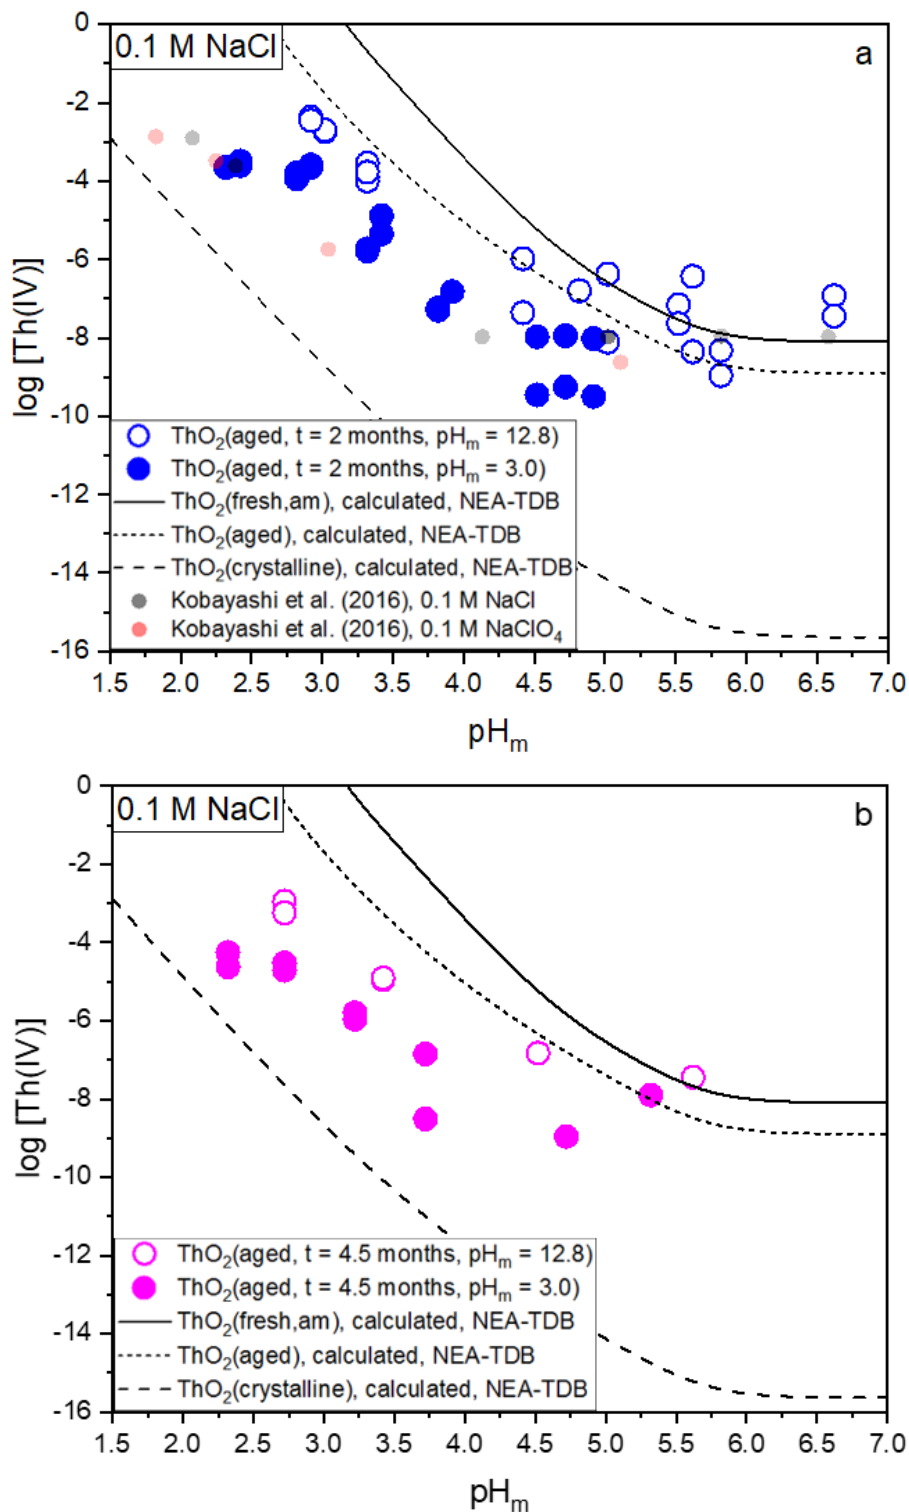 0.1 M NaCl
a
0
-2
-4
-6
-8
-10
-12
-14
-16
log [Th(IV)]
ThO₂(aged, t = 2 months, pHₘ = 12.8)
ThO₂(aged, t = 2 months, pHₘ = 3.0)
ThO₂(fresh,am), calculated, NEA-TDB
ThO₂(aged), calculated, NEA-TDB
ThO₂(crystalline), calculated, NEA-TDB
Kobayashi et al. (2016), 0.1 M NaCl
Kobayashi et al. (2016), 0.1 M NaClO₄
1.5 2.0 2.5 3.0 3.5 4.0 4.5 5.0 5.5 6.0 6.5 7.0
pHₘ
0.1 M NaCl
b
0
-2
-4
-6
-8
-10
-12
-14
-16
log [Th(IV)]
ThO₂(aged, t = 4.5 months, pHₘ = 12.8)
ThO₂(aged, t = 4.5 months, pHₘ = 3.0)
ThO₂(fresh,am), calculated, NEA-TDB
ThO₂(aged), calculated, NEA-TDB
ThO₂(crystalline), calculated, NEA-TDB
1.5 2.0 2.5 3.0 3.5 4.0 4.5 5.0 5.5 6.0 6.5 7.0
pHₘ